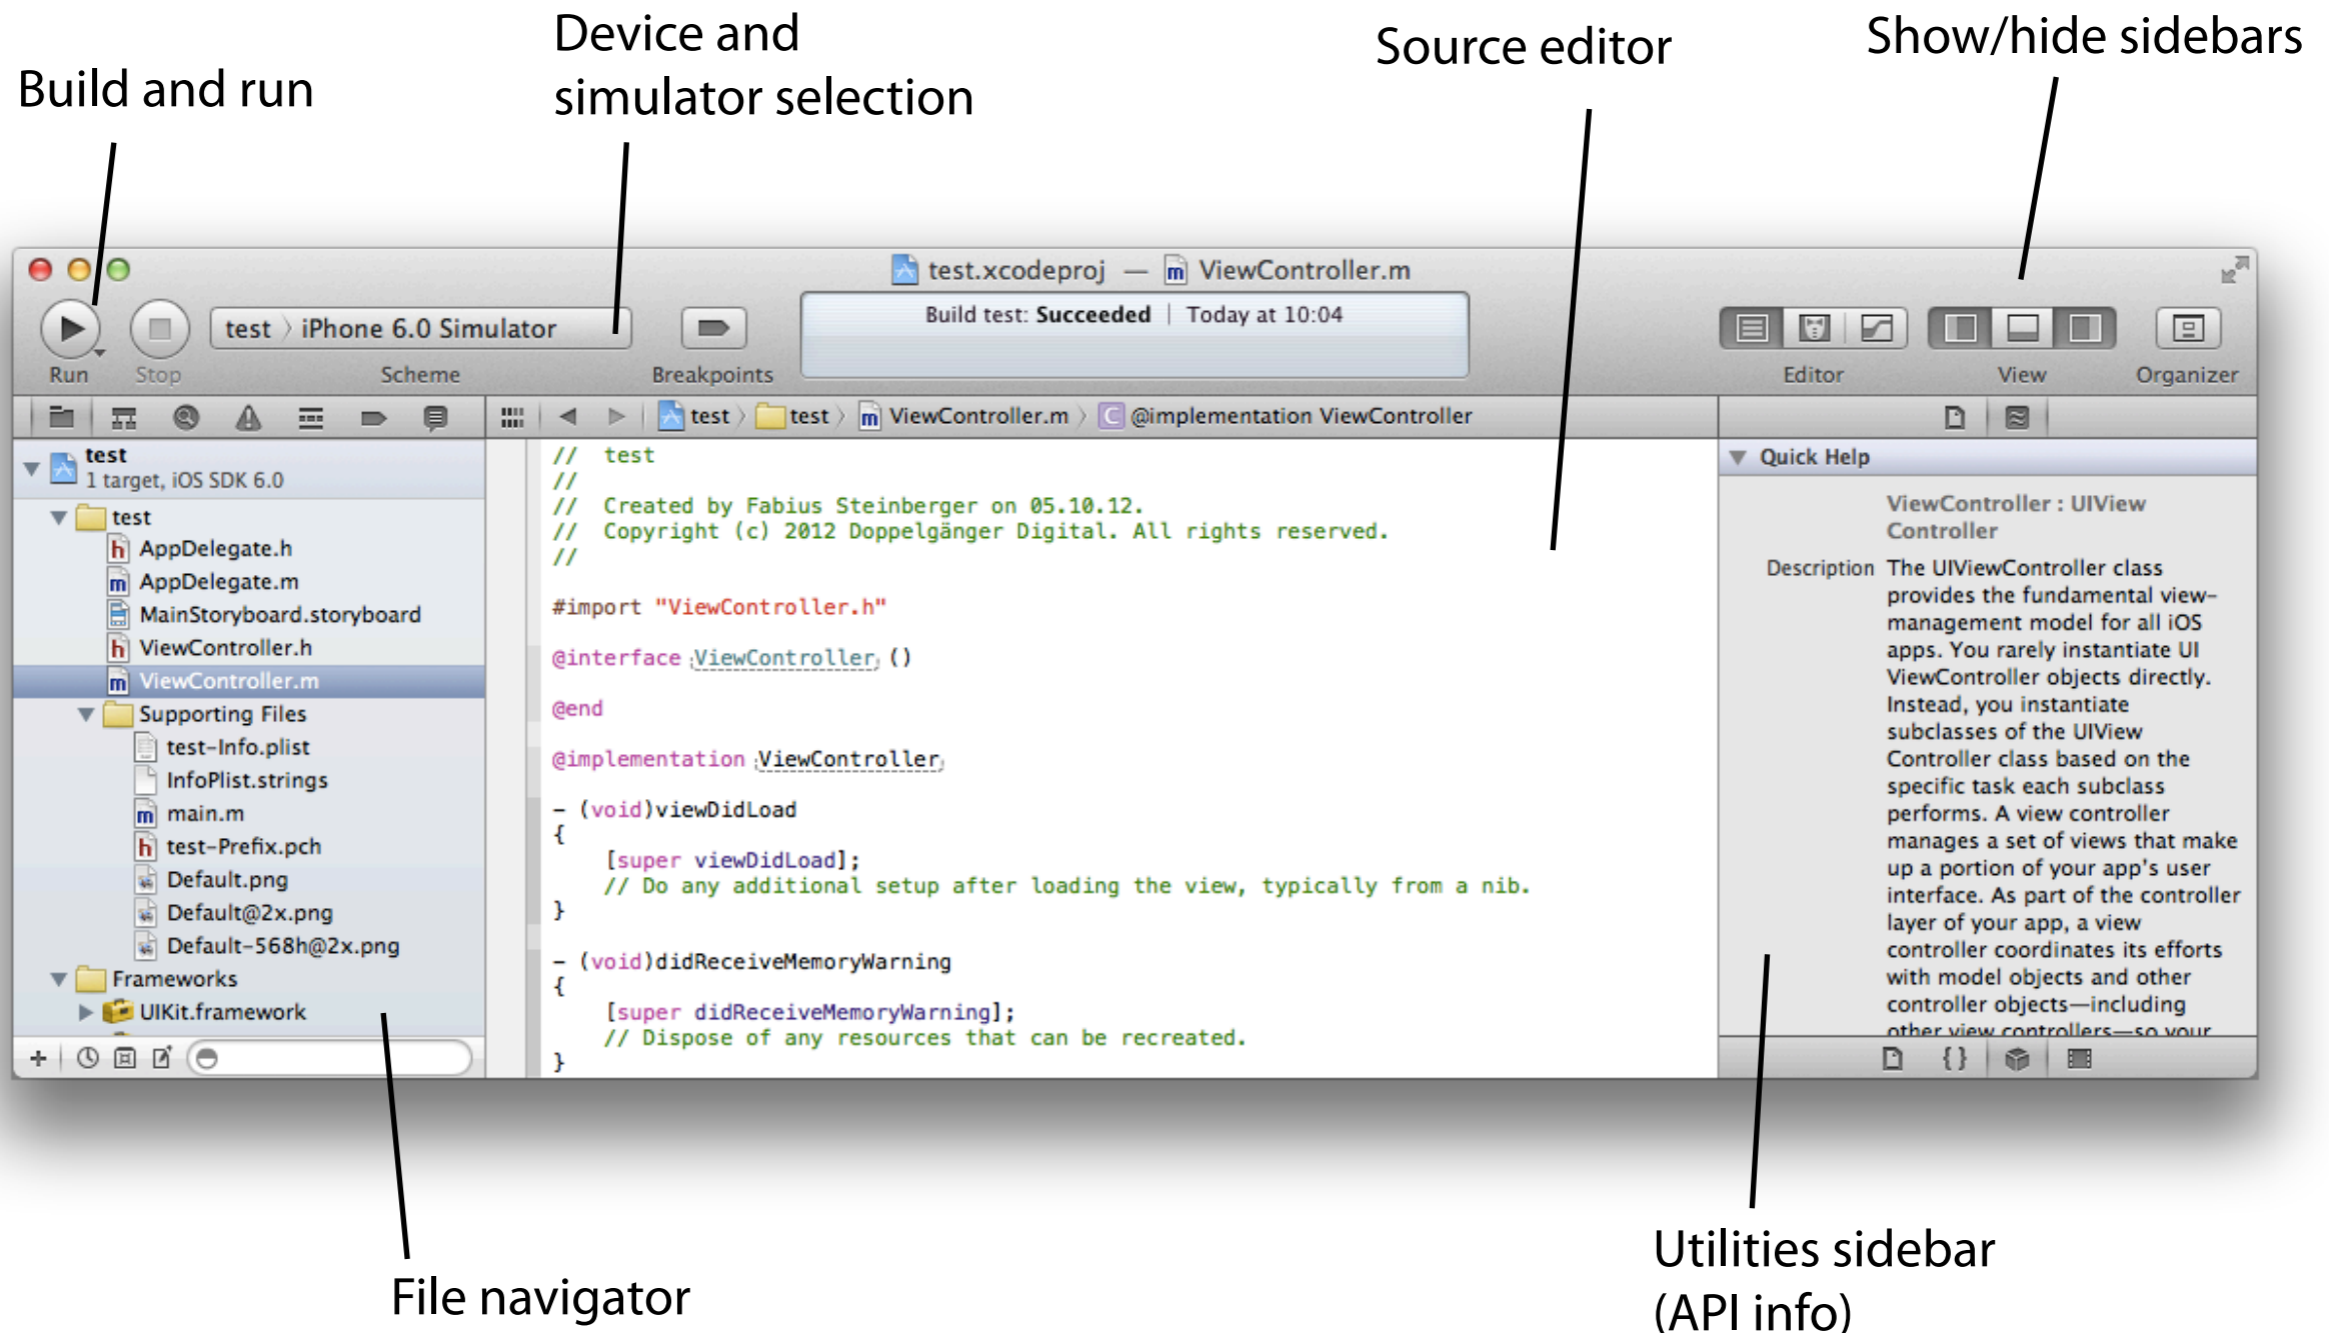 Device and
simulator selection
Source editor
Show/hide sidebars
Build and run
test.xcodeproj — ViewController.m
Build test: Succeeded | Today at 10:04
test 〉 iPhone 6.0 Simulator
Run
Stop
Scheme
Breakpoints
Editor
View
Organizer
test 〉 test 〉 ViewController.m 〉 C @implementation ViewController
test
1 target, iOS SDK 6.0
test
h AppDelegate.h
m AppDelegate.m
MainStoryboard.storyboard
h ViewController.h
m ViewController.m
Supporting Files
test-Info.plist
InfoPlist.strings
m main.m
h test-Prefix.pch
Default.png
Default@2x.png
Default-568h@2x.png
Frameworks
UIKit.framework
//  test
//
//  Created by Fabius Steinberger on 05.10.12.
//  Copyright (c) 2012 Doppelgänger Digital. All rights reserved.
//
#import "ViewController.h"
@interface ViewController ()
@end
@implementation ViewController
- (void)viewDidLoad
{
    [super viewDidLoad];
    // Do any additional setup after loading the view, typically from a nib.
}
- (void)didReceiveMemoryWarning
{
    [super didReceiveMemoryWarning];
    // Dispose of any resources that can be recreated.
}
Quick Help
ViewController : UIView
Controller
Description The UIViewController class
provides the fundamental view-
management model for all iOS
apps. You rarely instantiate UI
ViewController objects directly.
Instead, you instantiate
subclasses of the UIView
Controller class based on the
specific task each subclass
performs. A view controller
manages a set of views that make
up a portion of your app's user
interface. As part of the controller
layer of your app, a view
controller coordinates its efforts
with model objects and other
controller objects—including
other view controllers—so your
File navigator
Utilities sidebar
(API info)